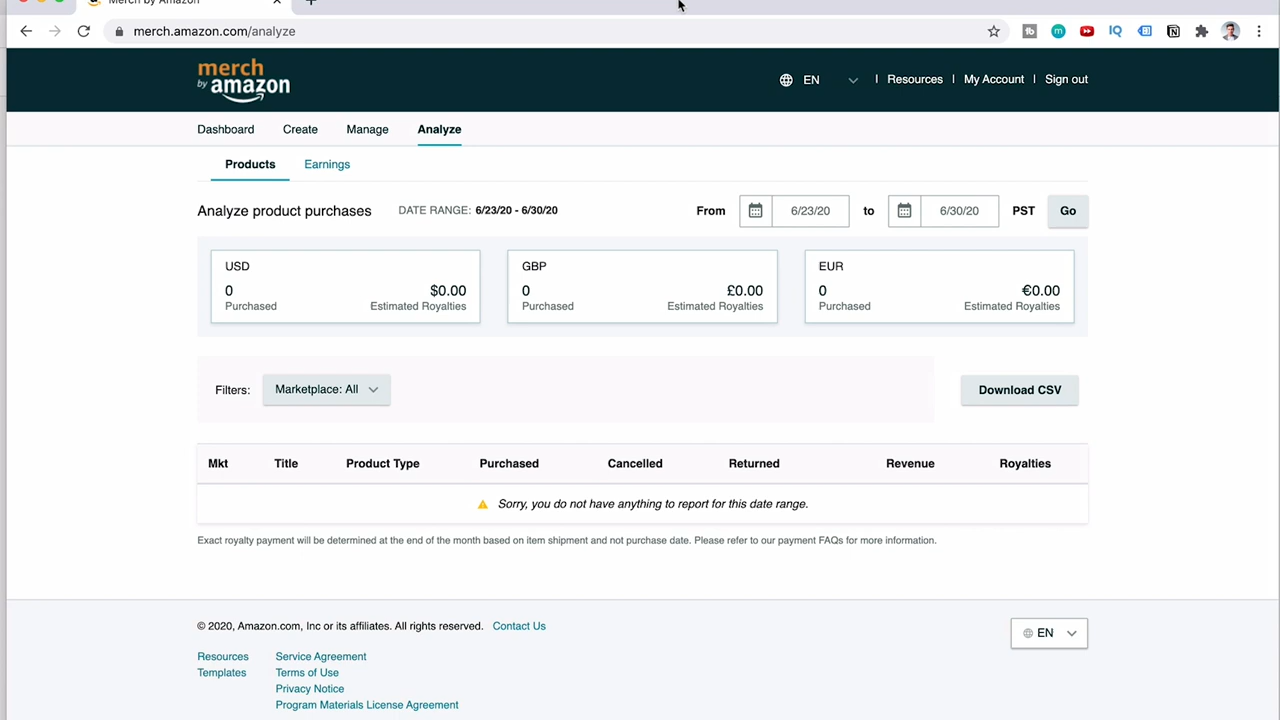 Merch by Amazon
merch.amazon.com/analyze
merch
by amazon
EN | Resources | My Account | Sign out
Dashboard Create Manage Analyze
Products Earnings
Analyze product purchases DATE RANGE: 6/23/20 - 6/30/20 From 6/23/20 to 6/30/20 PST Go
USD GBP EUR
0 $0.00 0 £0.00 0 €0.00
Purchased Estimated Royalties Purchased Estimated Royalties Purchased Estimated Royalties
Filters: Marketplace: All Download CSV
Mkt Title Product Type Purchased Cancelled Returned Revenue Royalties
Sorry, you do not have anything to report for this date range.
Exact royalty payment will be determined at the end of the month based on item shipment and not purchase date. Please refer to our payment FAQs for more information.
© 2020, Amazon.com, Inc or its affiliates. All rights reserved. Contact Us
EN
Resources Service Agreement
Templates Terms of Use
Privacy Notice
Program Materials License Agreement